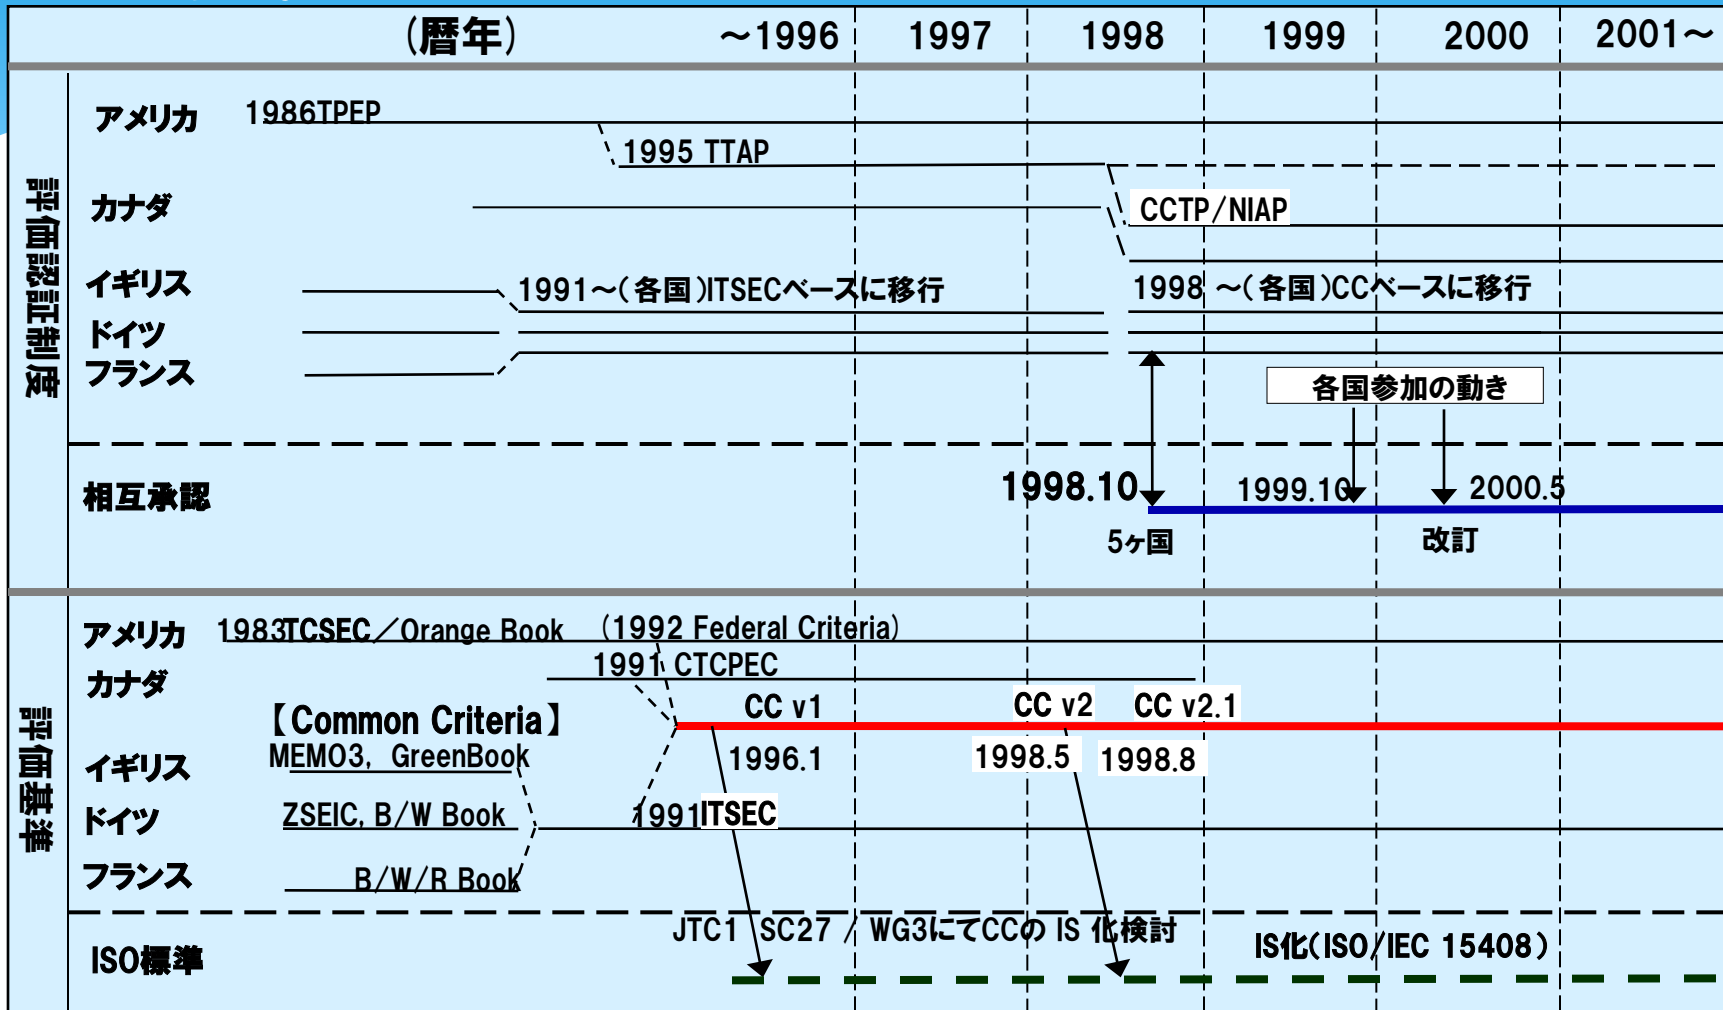 (暦年)
～1996
1997
1998
1999
2000
2001～
評価認証制度
アメリカ
1986TPEP
1995 TTAP
カナダ
CCTP/NIAP
イギリス
1991～(各国)ITSECベースに移行
1998 ～(各国)CCベースに移行
ドイツ
フランス
各国参加の動き
相互承認
1998.10
1999.10
2000.5
5ヶ国
改訂
評価基準
アメリカ
1983TCSEC／Orange Book
(1992 Federal Criteria)
カナダ
1991 CTCPEC
【Common Criteria】
CC v1
CC v2
CC v2.1
イギリス
MEMO3, GreenBook
1996.1
1998.5
1998.8
ドイツ
ZSEIC, B/W Book
1991ITSEC
フランス
B/W/R Book
JTC1 SC27 / WG3にてCCの IS 化検討
ISO標準
IS化(ISO/IEC 15408)